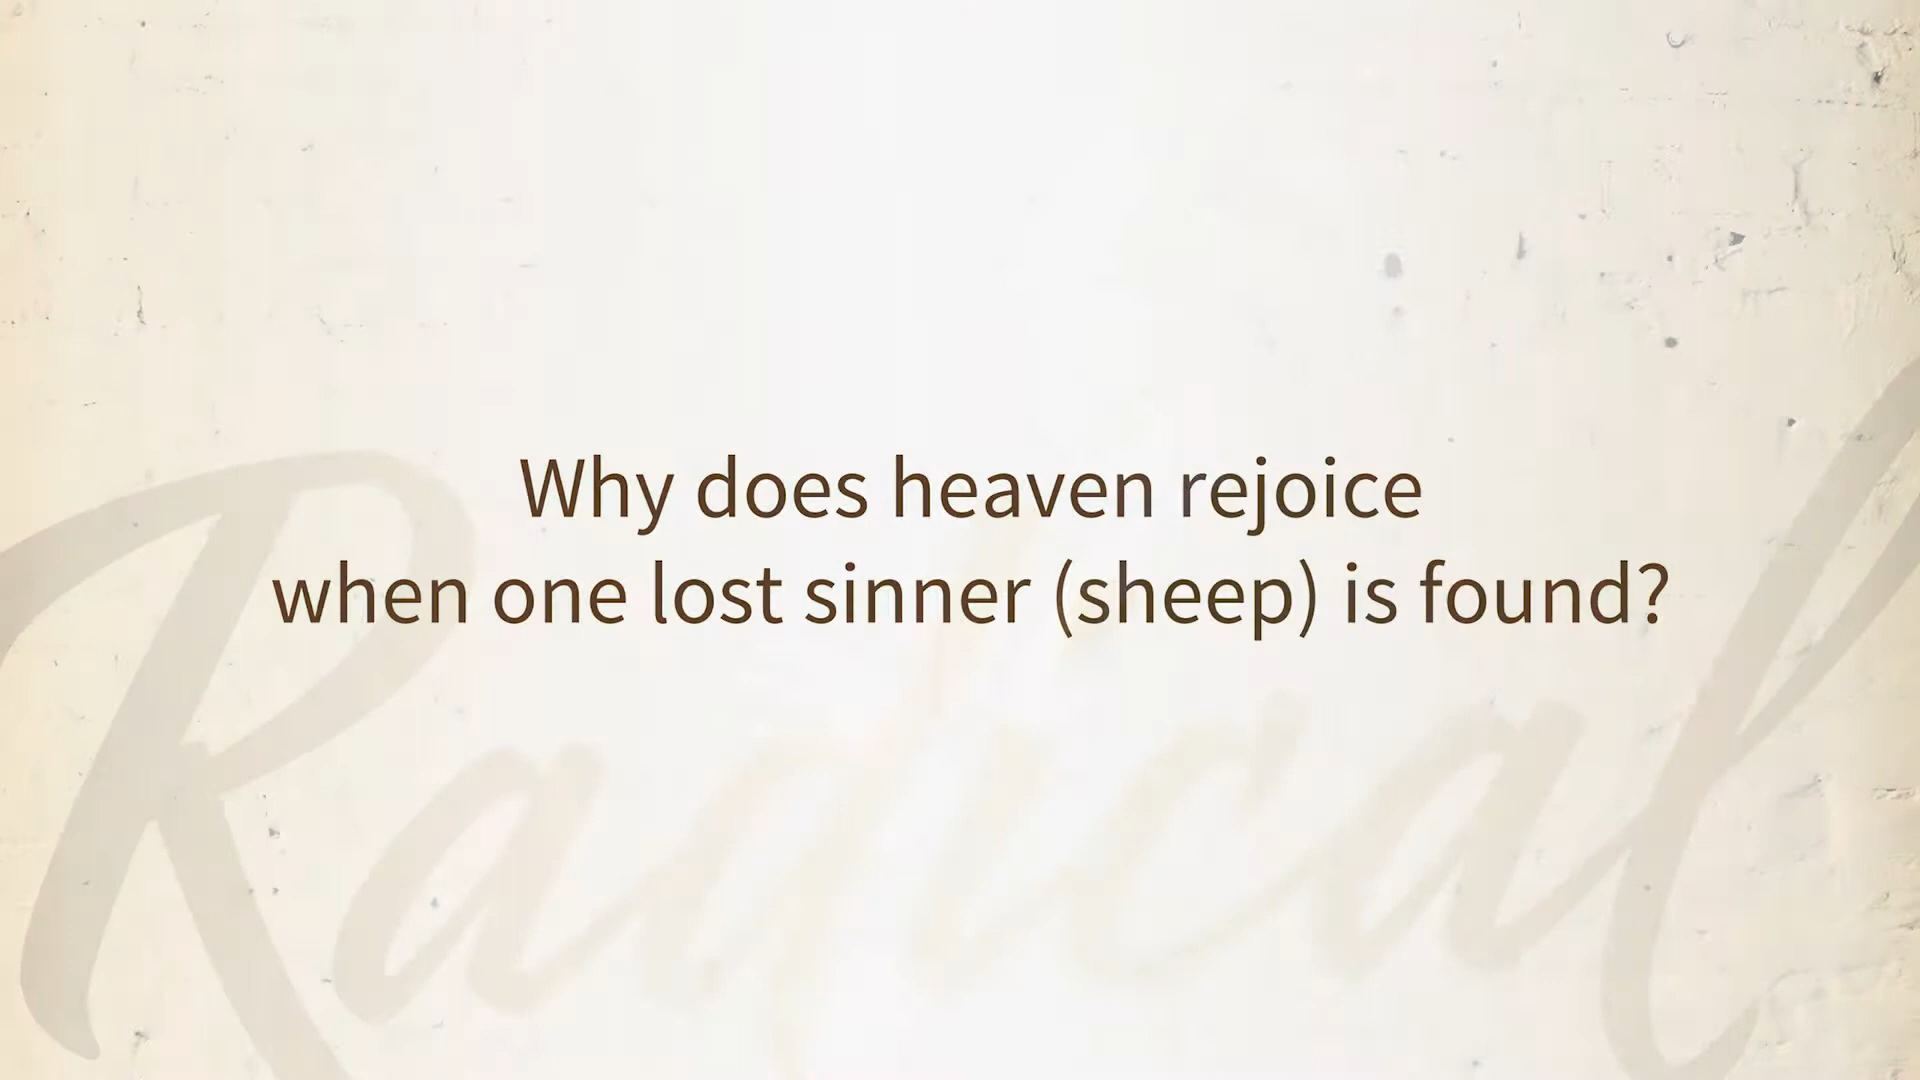 Why does heaven rejoice
when one lost sinner (sheep) is found?
Radical